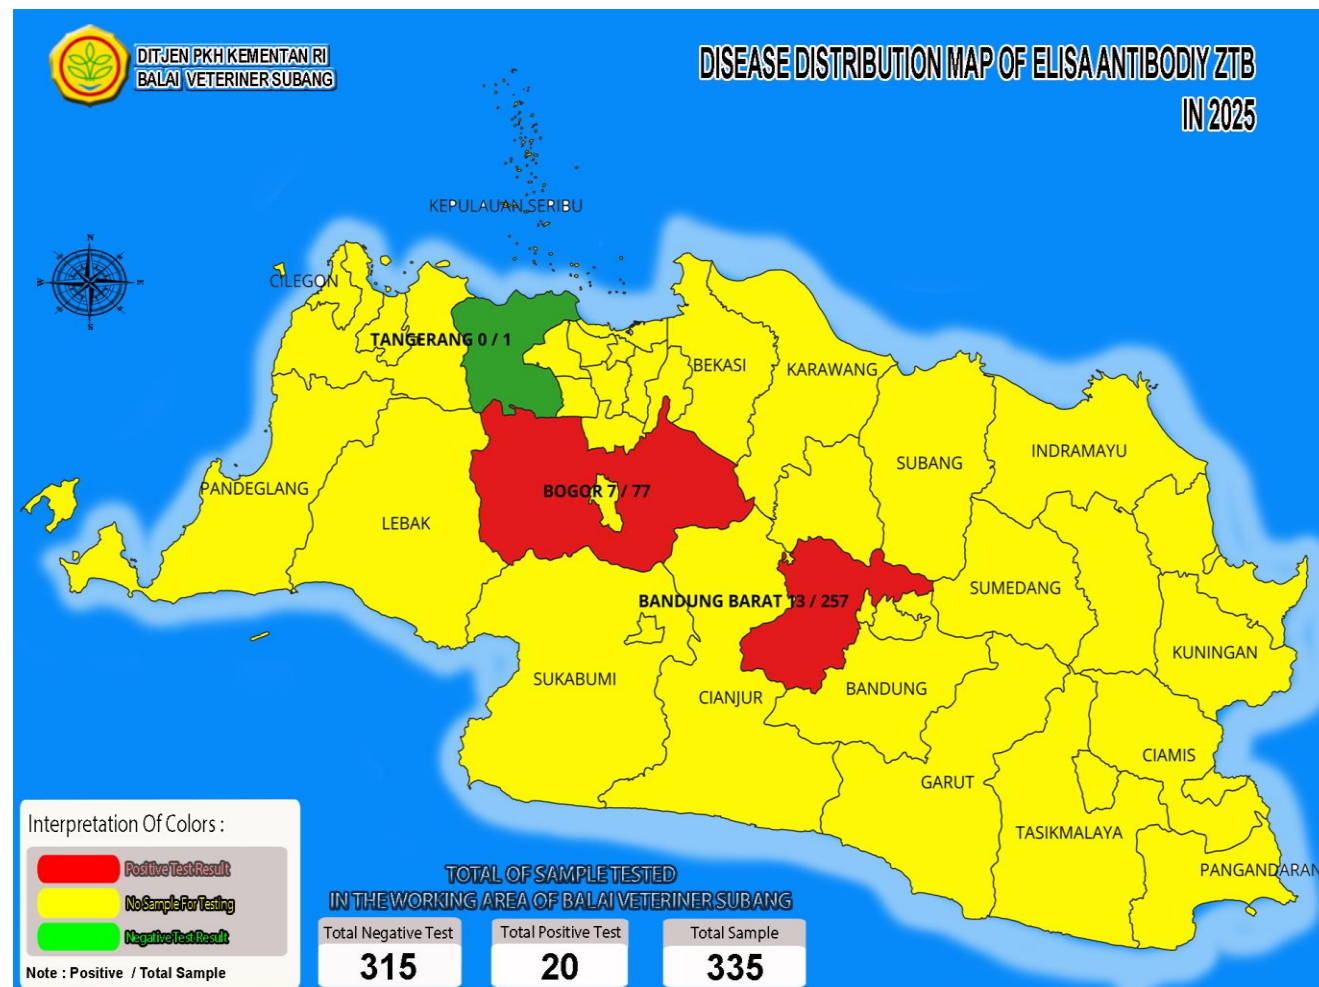 DITJEN PKH KEMENTAN RI
BALAI VETERINER SUBANG
DISEASE DISTRIBUTION MAP OF ELISA ANTIBODIY ZTB
IN 2025
KEPULAUAN SERIBU
N
W
E
S
CILEGON
TANGERANG 0 / 1
BEKASI
KARAWANG
SUBANG
INDRAMAYU
PANDEGLANG
LEBAK
BOGOR 7 / 77
BANDUNG BARAT 13 / 257
SUMEDANG
KUNINGAN
SUKABUMI
CIANJUR
BANDUNG
CIAMIS
GARUT
TASIKMALAYA
PANGANDARAN
Interpretation Of Colors :
Positive Test Result
No Sample For Testing
Negative Test Result
Note : Positive / Total Sample
TOTAL OF SAMPLE TESTED
IN THE WORKING AREA OF BALAI VETERINER SUBANG
Total Negative Test
315
Total Positive Test
20
Total Sample
335